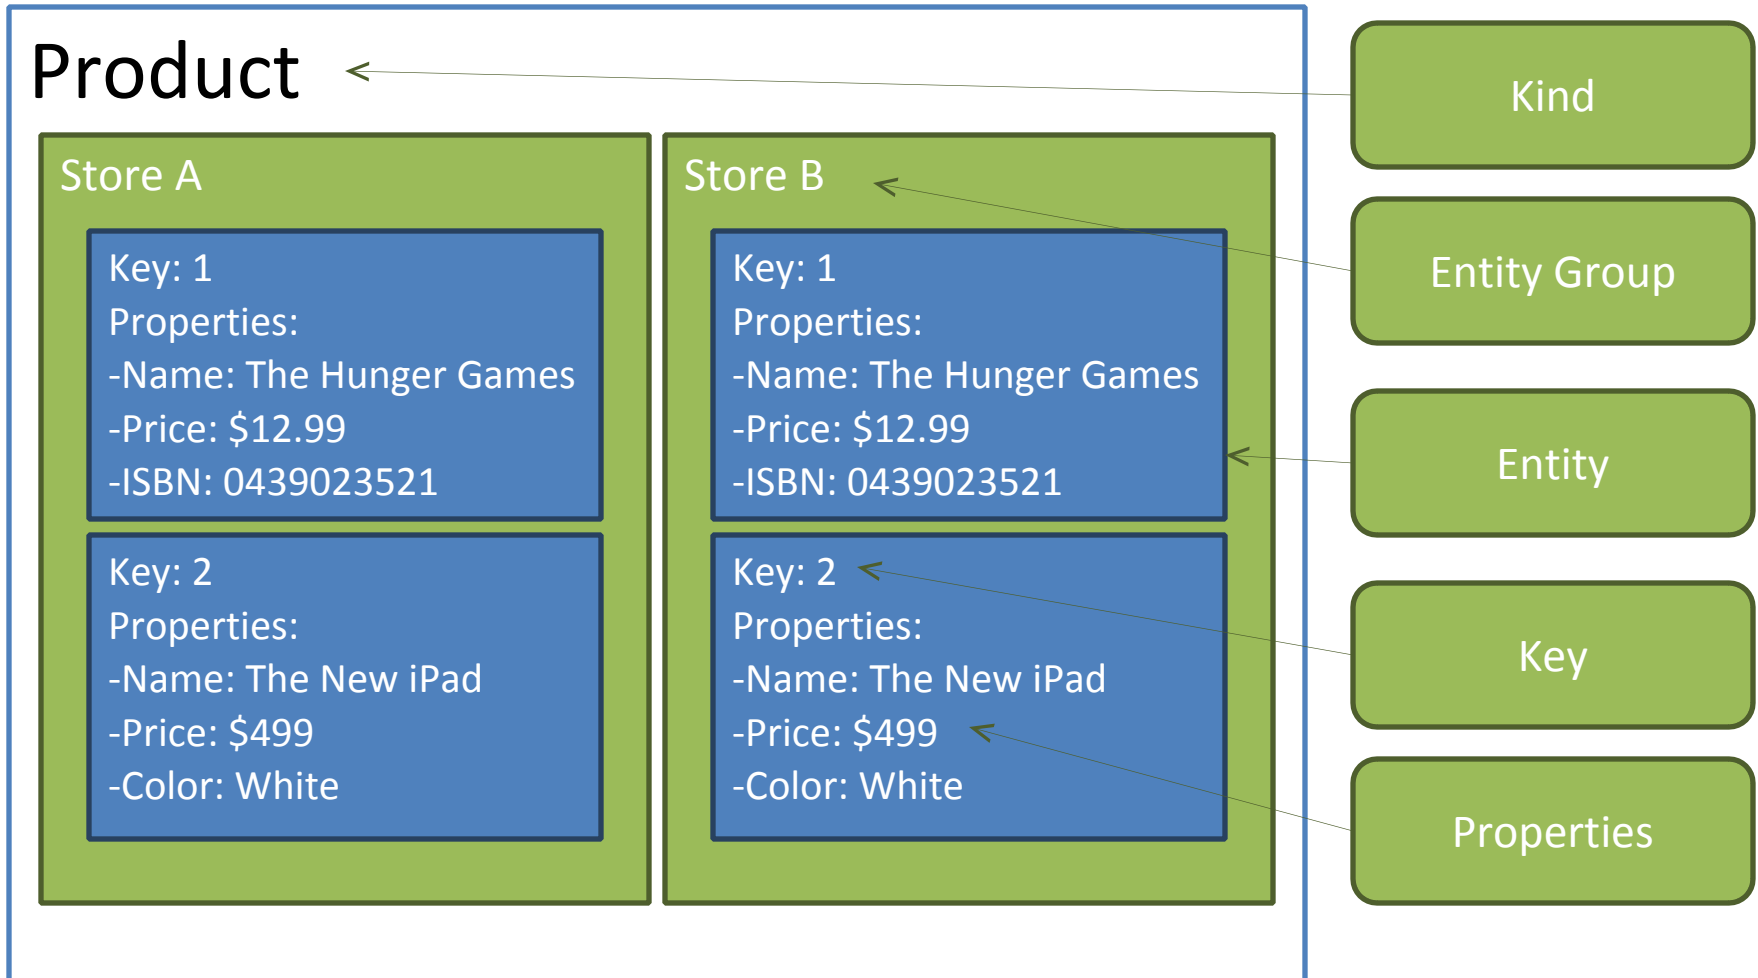 Product
Store A
Key: 1
Properties:
-Name: The Hunger Games
-Price: $12.99
-ISBN: 0439023521
Key: 2
Properties:
-Name: The New iPad
-Price: $499
-Color: White
Store B
Key: 1
Properties:
-Name: The Hunger Games
-Price: $12.99
-ISBN: 0439023521
Key: 2
Properties:
-Name: The New iPad
-Price: $499
-Color: White
Kind
Entity Group
Entity
Key
Properties